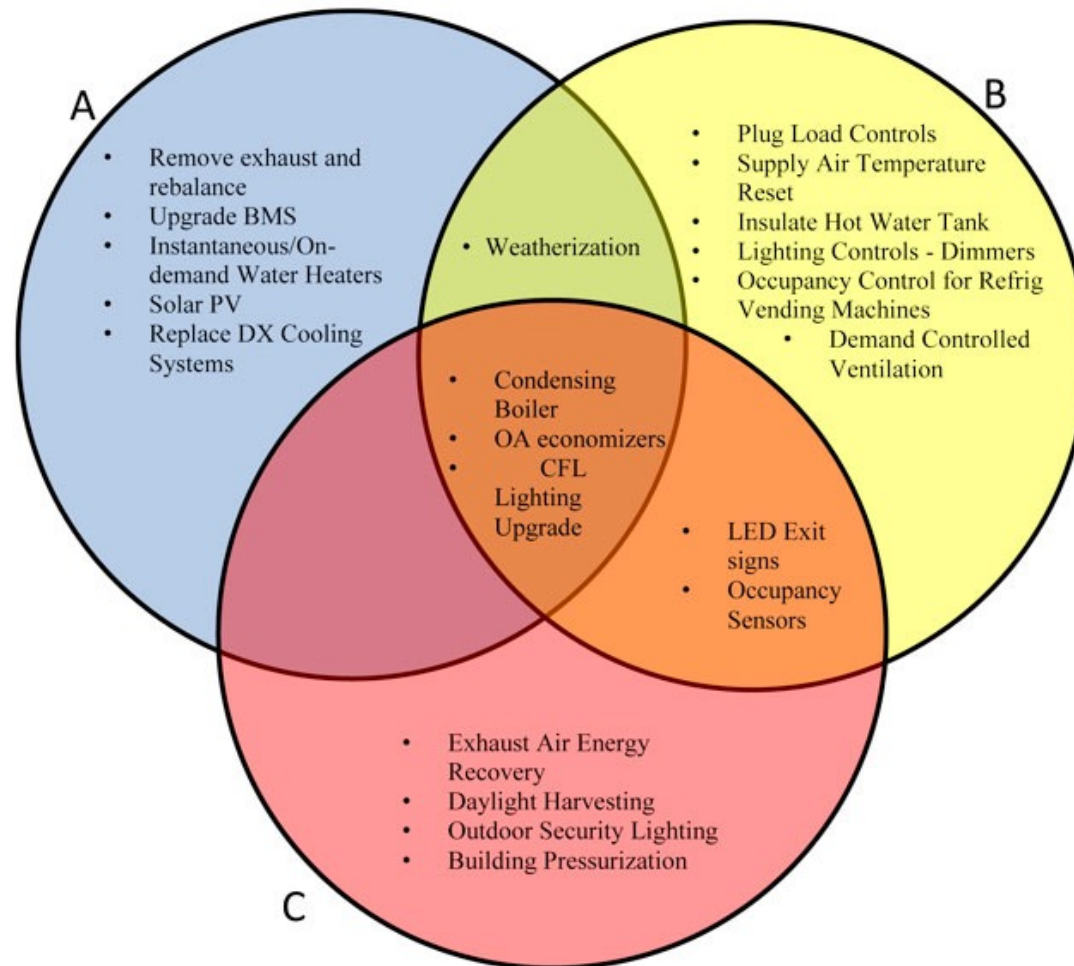 A
B
• Remove exhaust and
rebalance
• Upgrade BMS
• Instantaneous/On-
demand Water Heaters
• Solar PV
• Replace DX Cooling
Systems
• Weatherization
• Plug Load Controls
• Supply Air Temperature
Reset
• Insulate Hot Water Tank
• Lighting Controls - Dimmers
• Occupancy Control for Refrig
Vending Machines
• Demand Controlled
Ventilation
• Condensing
Boiler
• OA economizers
• CFL
Lighting
Upgrade
• LED Exit
signs
• Occupancy
Sensors
• Exhaust Air Energy
Recovery
• Daylight Harvesting
• Outdoor Security Lighting
• Building Pressurization
C